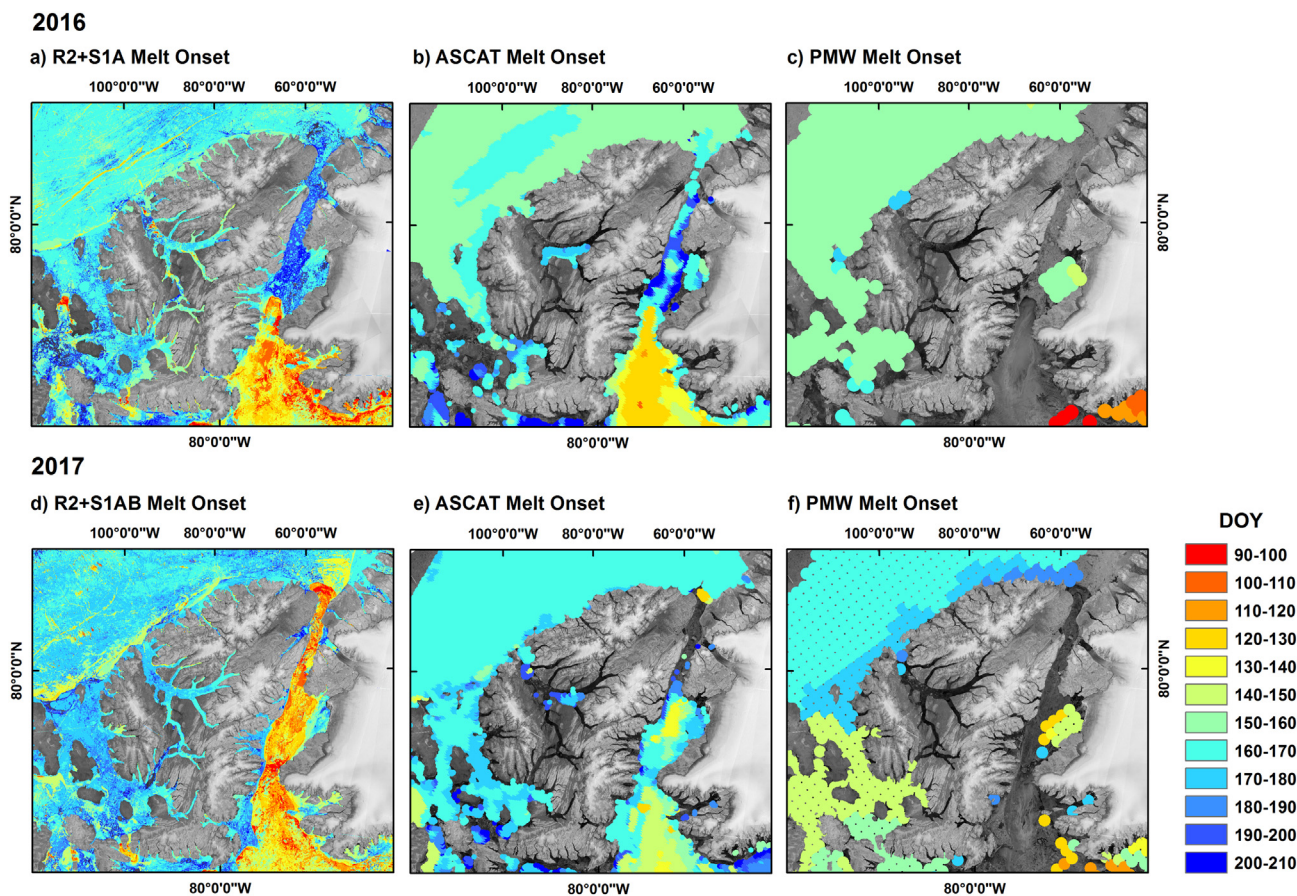 2016
a) R2+S1A Melt Onset
b) ASCAT Melt Onset
c) PMW Melt Onset
100°0'0"W 80°0'0"W 60°0'0"W
100°0'0"W 80°0'0"W 60°0'0"W
100°0'0"W 80°0'0"W 60°0'0"W
80°0'0"N
80°0'0"N
80°0'0"W
80°0'0"W
80°0'0"W
2017
d) R2+S1AB Melt Onset
e) ASCAT Melt Onset
f) PMW Melt Onset
100°0'0"W 80°0'0"W 60°0'0"W
100°0'0"W 80°0'0"W 60°0'0"W
100°0'0"W 80°0'0"W 60°0'0"W
80°0'0"N
80°0'0"N
80°0'0"W
80°0'0"W
80°0'0"W
DOY
90-100
100-110
110-120
120-130
130-140
140-150
150-160
160-170
170-180
180-190
190-200
200-210